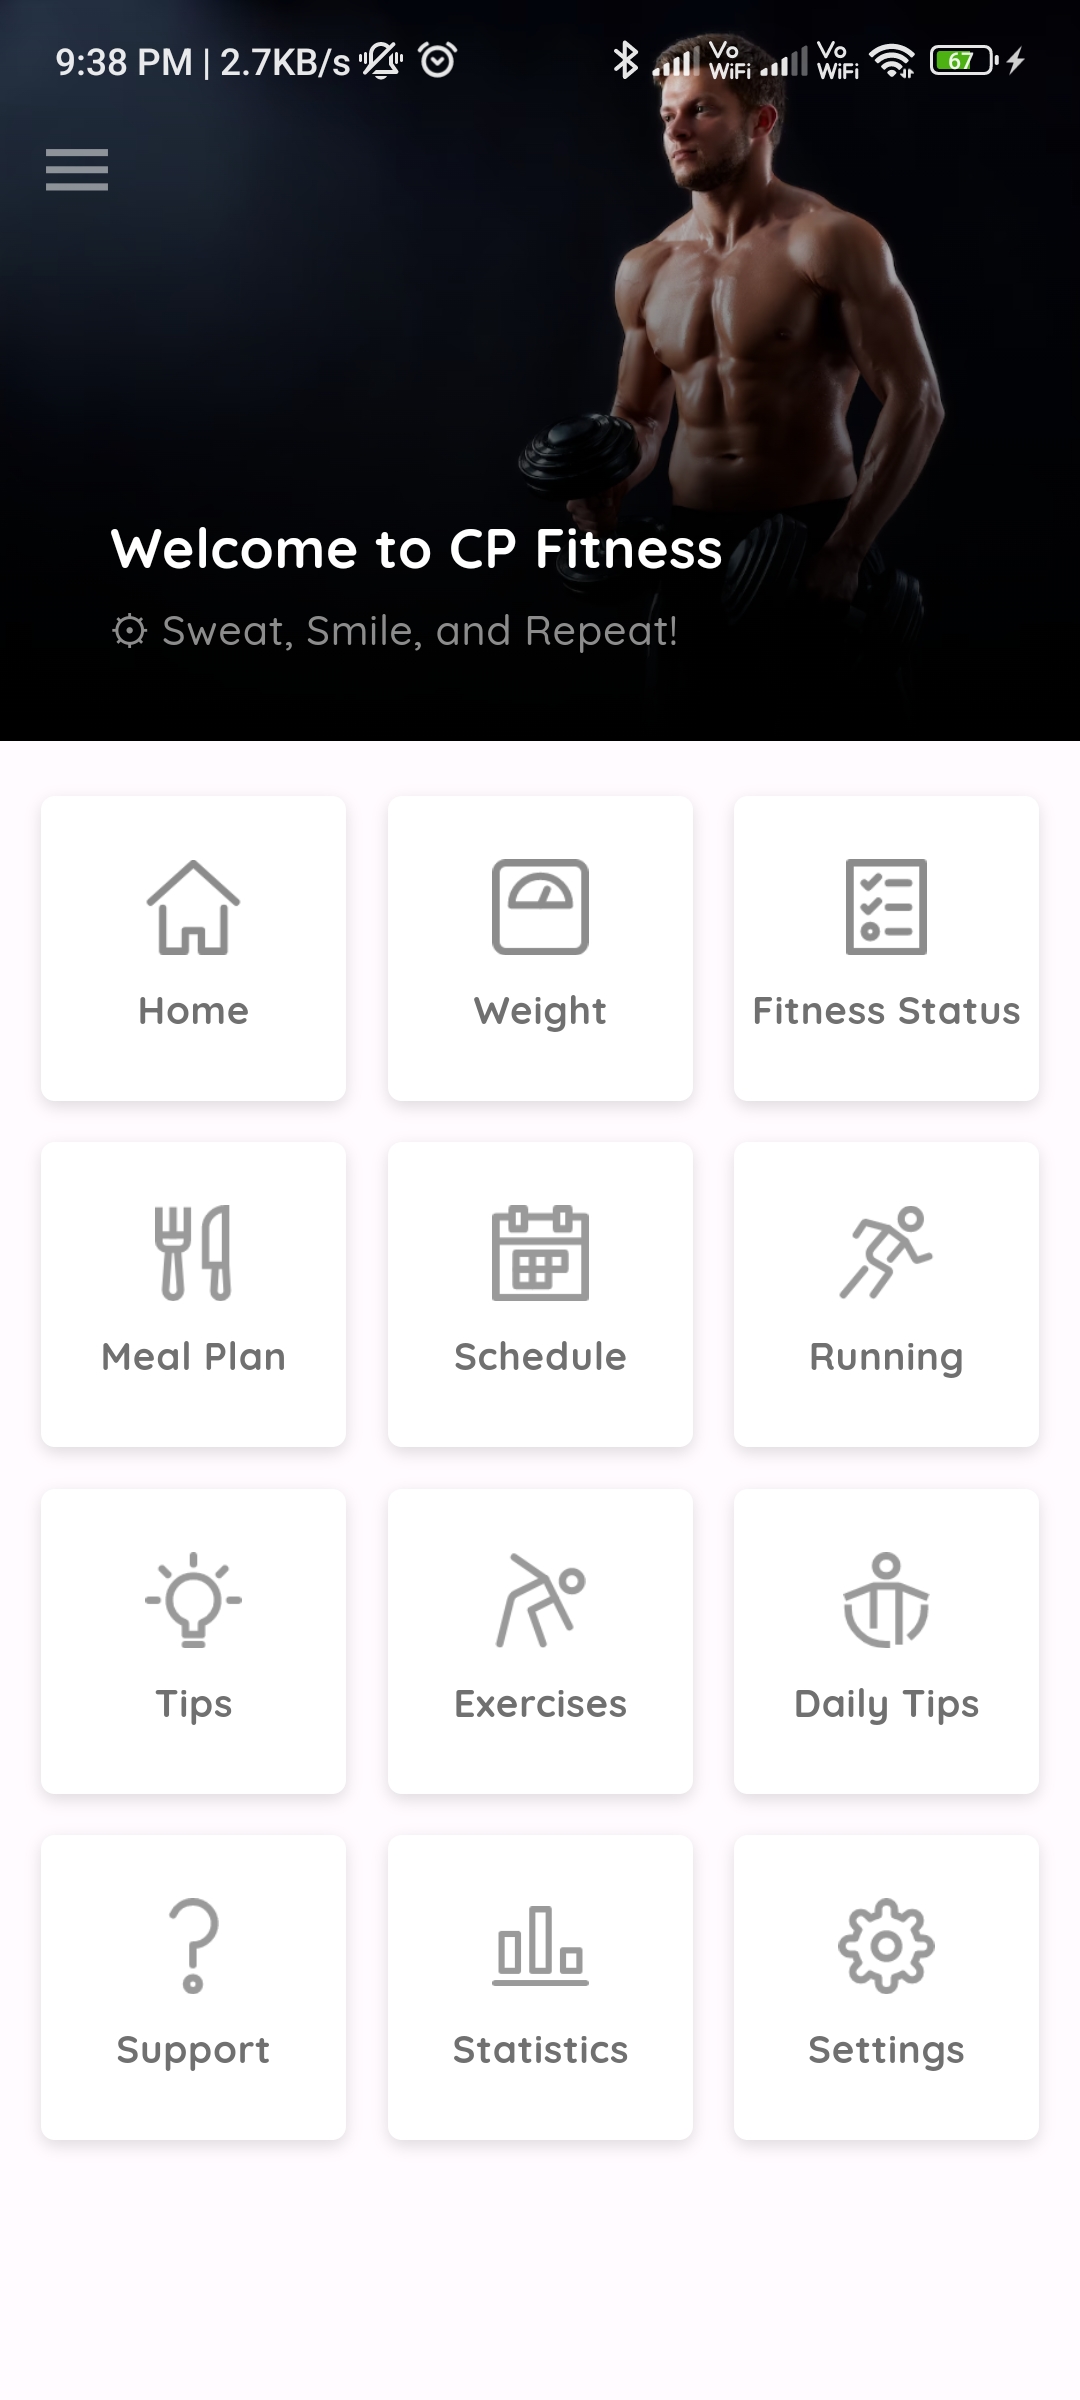 9:38 PM | 2.7KB/s
Vo WiFi
Vo WiFi
67
Welcome to CP Fitness
Sweat, Smile, and Repeat!
Home
Weight
Fitness Status
Meal Plan
Schedule
Running
Tips
Exercises
Daily Tips
Support
Statistics
Settings